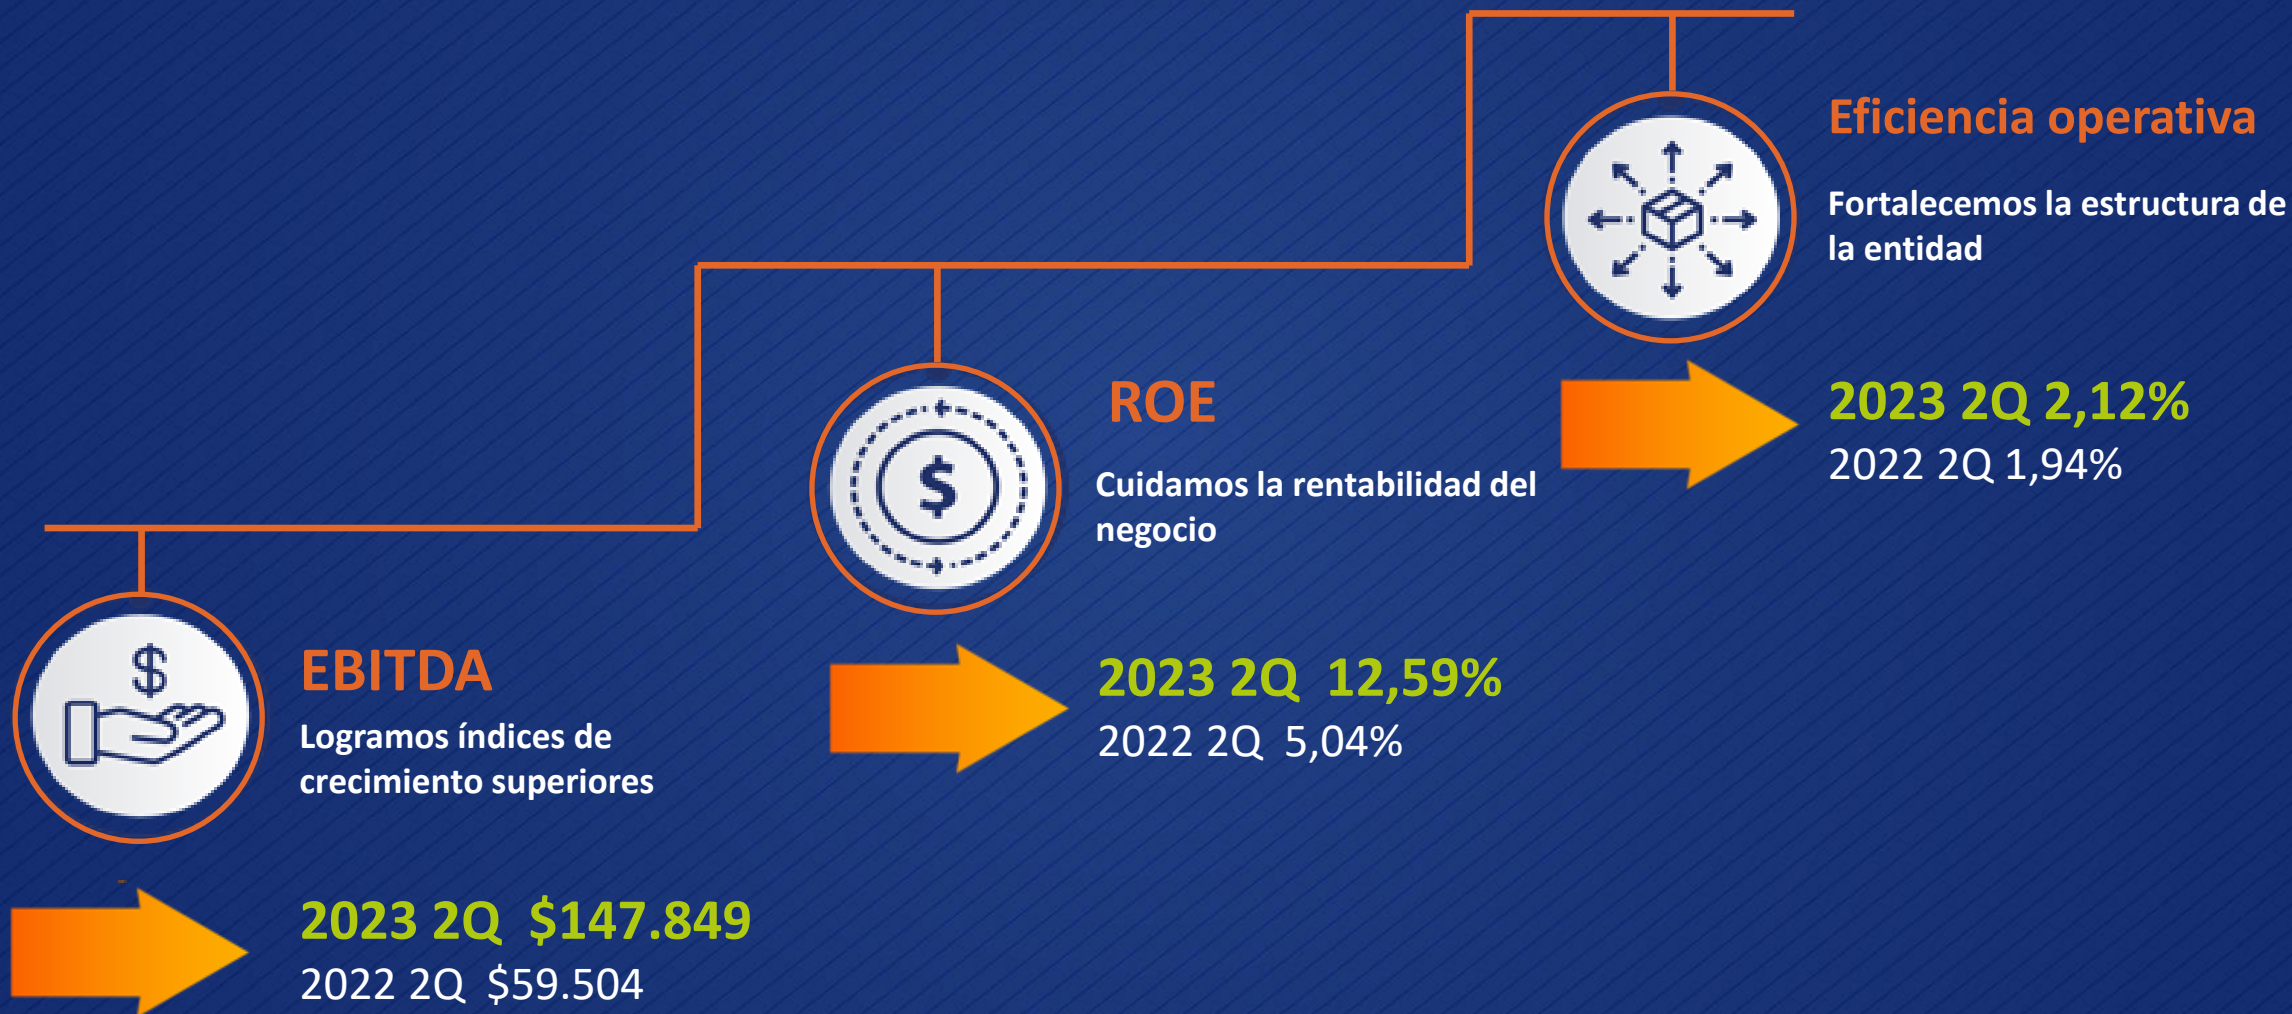 EBITDA
Logramos índices de
crecimiento superiores
2023 2Q $147.849
2022 2Q $59.504
ROE
Cuidamos la rentabilidad del
negocio
2023 2Q 12,59%
2022 2Q 5,04%
Eficiencia operativa
Fortalecemos la estructura de
la entidad
2023 2Q 2,12%
2022 2Q 1,94%